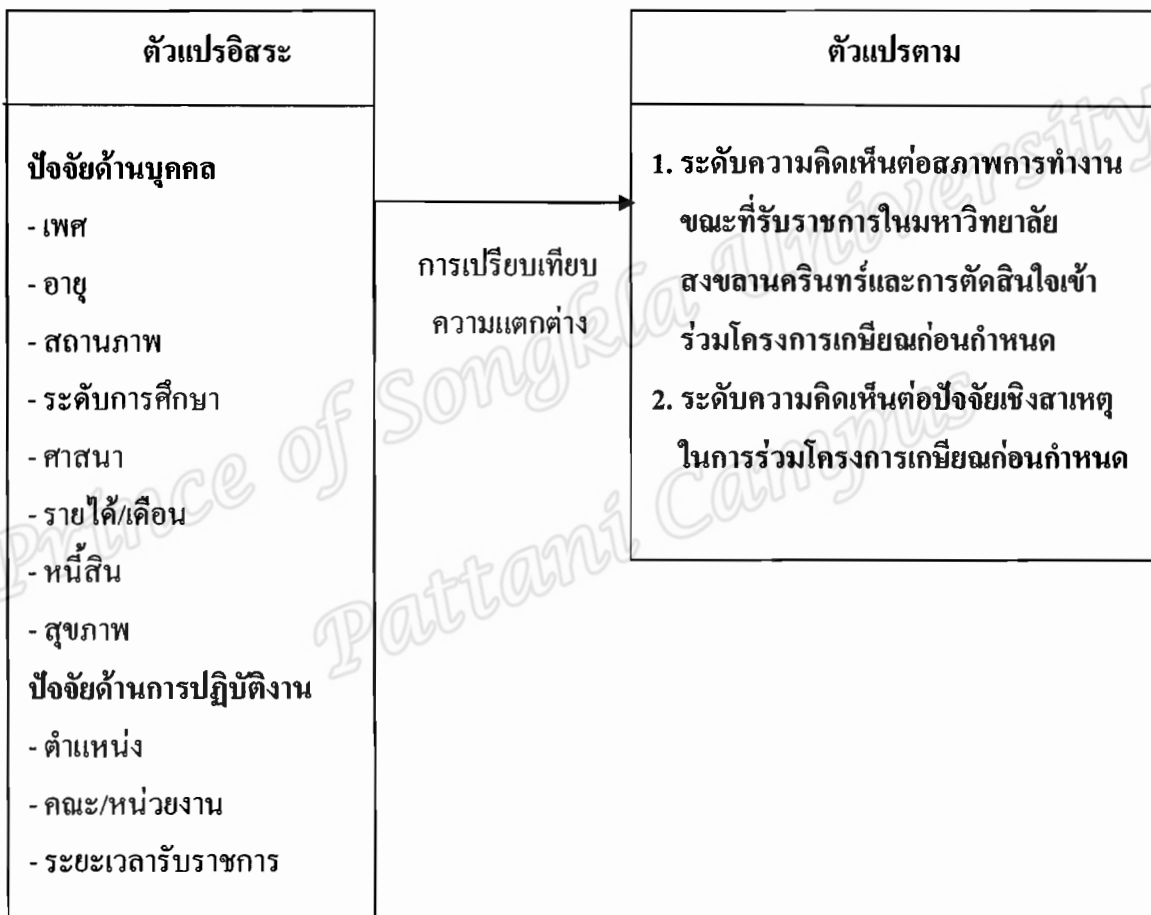 ตัวแปรอิสระ
ปัจจัยด้านบุคคล
- เพศ
- อายุ
- สถานภาพ
- ระดับการศึกษา
- ศาสนา
- รายได้/เดือน
- หนี้สิน
- สุขภาพ
ปัจจัยด้านการปฏิบัติงาน
- ตำแหน่ง
- คณะ/หน่วยงาน
- ระยะเวลารับราชการ
การเปรียบเทียบ
ความแตกต่าง
ตัวแปรตาม
1. ระดับความคิดเห็นต่อสภาพการทำงาน
ขณะที่รับราชการในมหาวิทยาลัย
สงขลานครินทร์และการตัดสินใจเข้า
ร่วมโครงการเกษียณก่อนกำหนด
2. ระดับความคิดเห็นต่อปัจจัยเชิงสาเหตุ
ในการร่วมโครงการเกษียณก่อนกำหนด
Prince of Songkla University
Pattani Campus